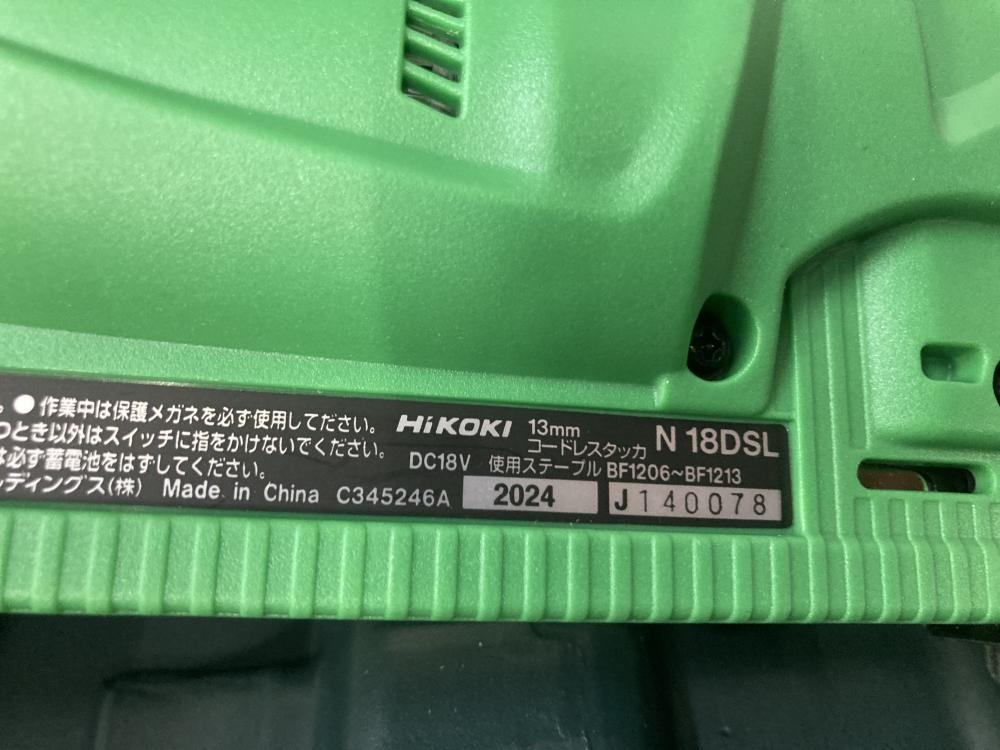 。●作業中は保護メガネを必ず使用してださい。
つとき以外はスイッチに指をかけないでください。
は必ず蓄電池をはずしてください。
ディングス(株) Made in China C345246A
HiKOKI 13mm コードレスタッカ N 18DSL
DC18V 使用ステープル BF1206~BF1213
2024 J140078